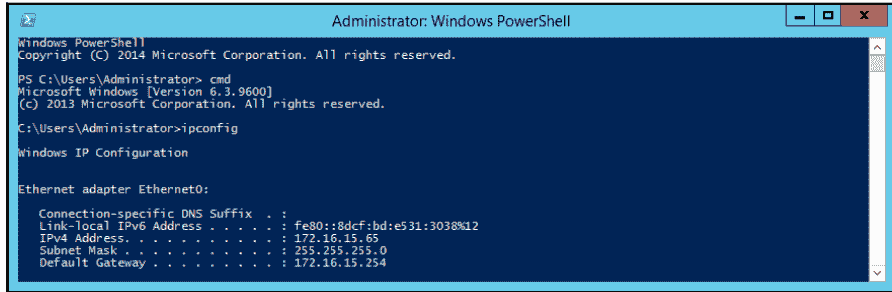 Administrator: Windows PowerShell
Windows PowerShell
Copyright (C) 2014 Microsoft Corporation. All rights reserved.
PS C:\Users\Administrator> cmd
Microsoft Windows [Version 6.3.9600]
(c) 2013 Microsoft Corporation. All rights reserved.
C:\Users\Administrator>ipconfig
Windows IP Configuration
Ethernet adapter Ethernet0:
Connection-specific DNS Suffix . :
Link-local IPv6 Address . . . . . : fe80::8dcf:bd:e531:3038%12
IPv4 Address. . . . . . . . . . . : 172.16.15.65
Subnet Mask . . . . . . . . . . . : 255.255.255.0
Default Gateway . . . . . . . . . : 172.16.15.254